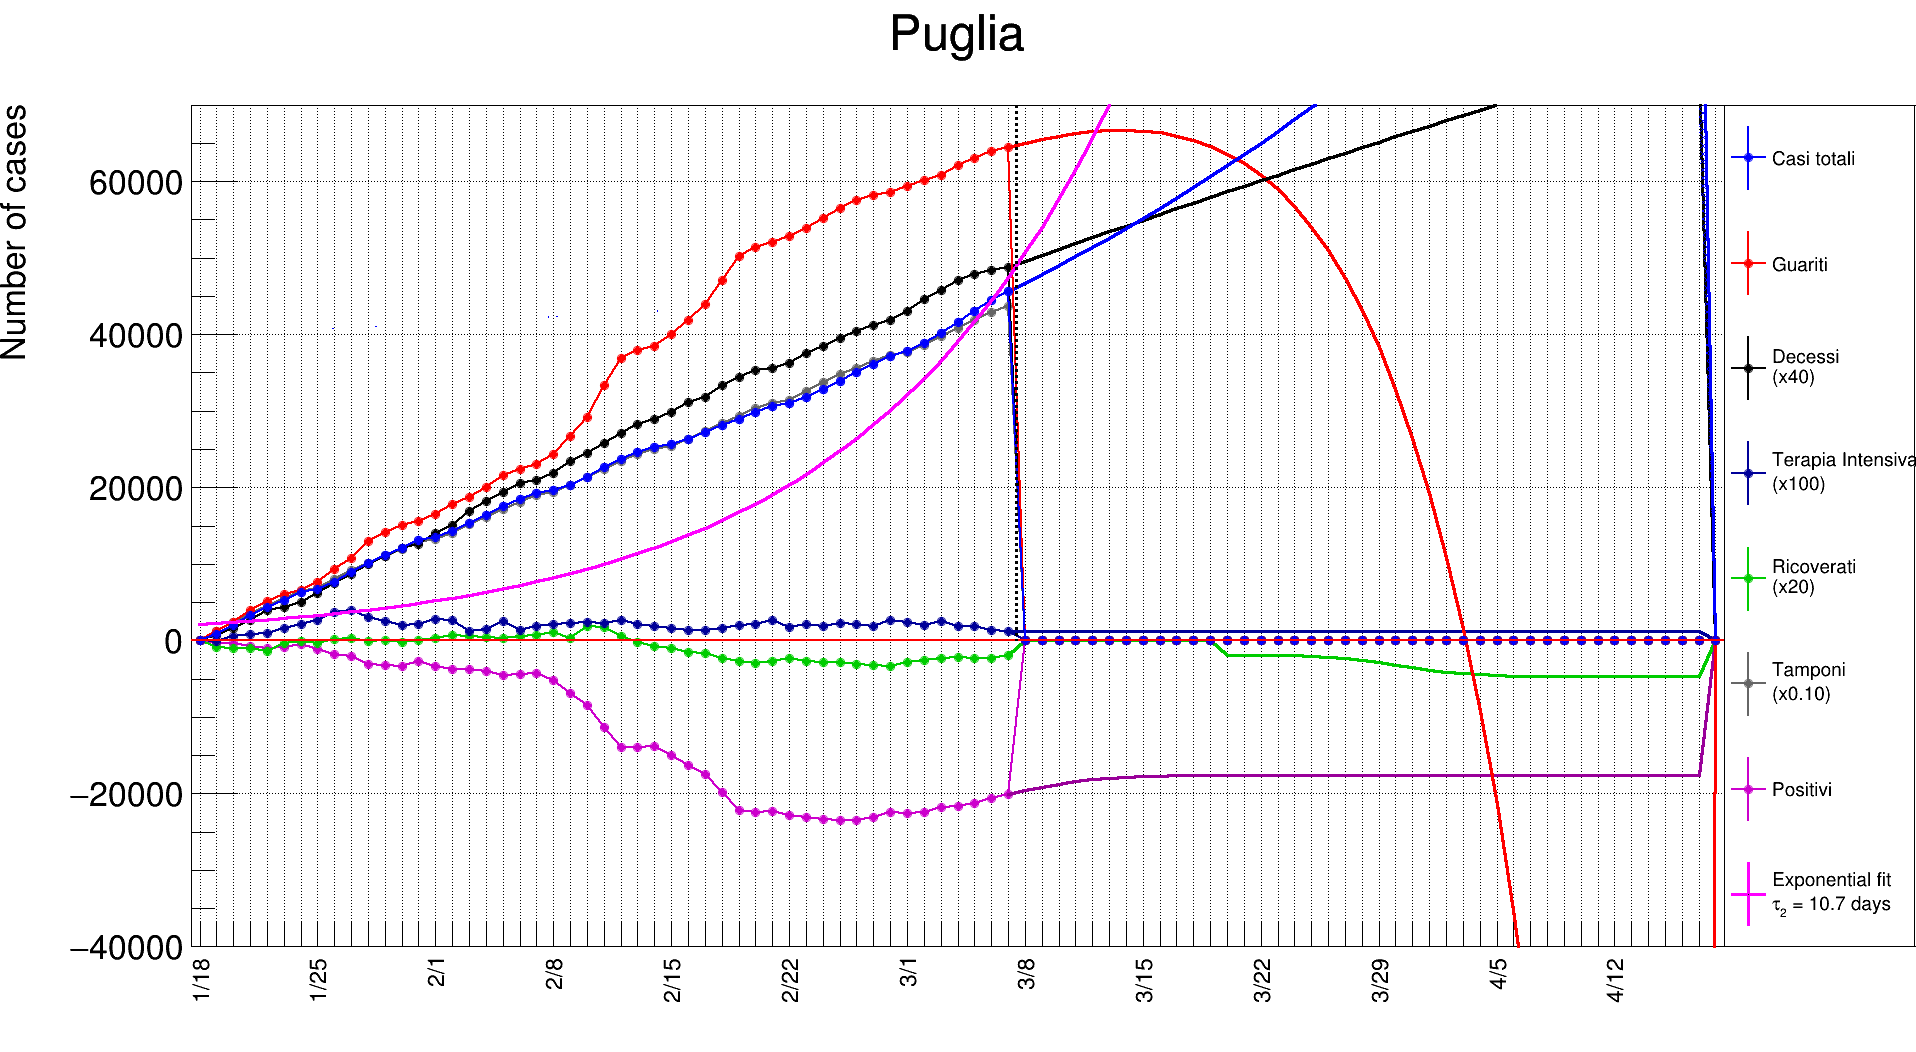 Puglia
Number of cases
60000
40000
20000
0
−20000
−40000
1/18
1/25
2/1
2/8
2/15
2/22
3/1
3/8
3/15
3/22
3/29
4/5
4/12
Casi totali
Guariti
Decessi
(x40)
Terapia Intensiva
(x100)
Ricoverati
(x20)
Tamponi
(x0.10)
Positivi
Exponential fit
τ2 = 10.7 days